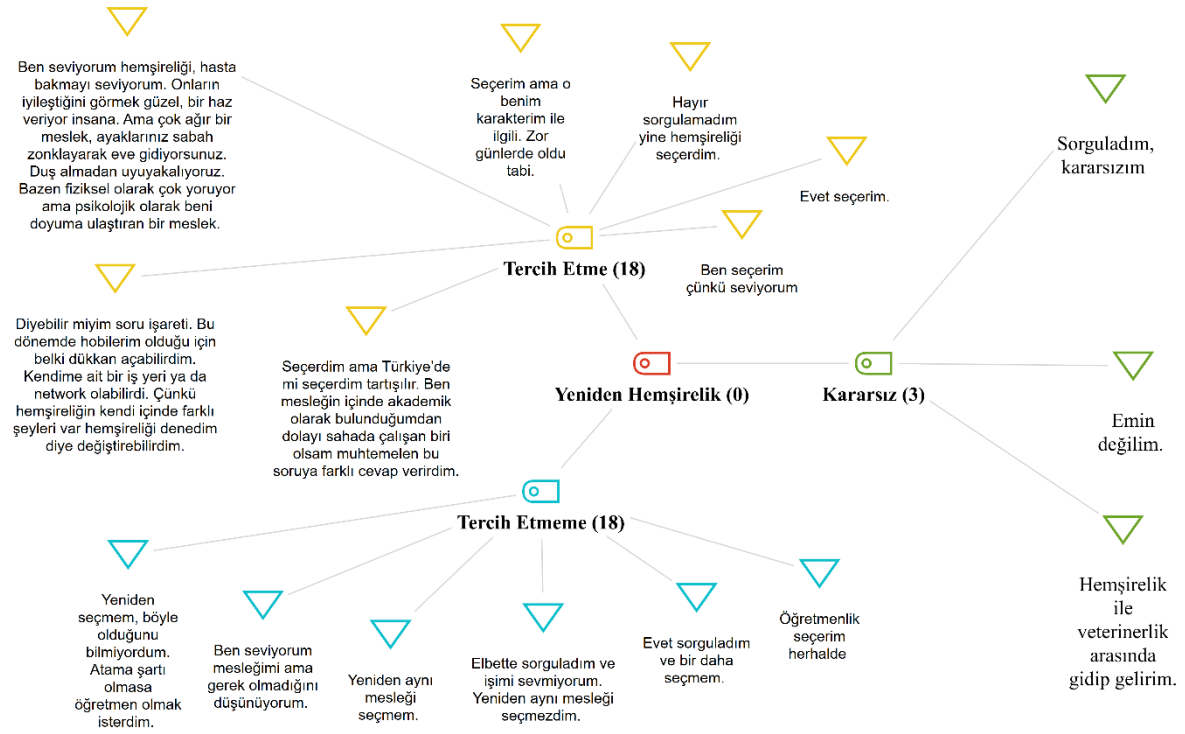 Ben seviyorum hemşireliği, hasta
bakmayı seviyorum. Onların
iyileştiğini görmek güzel, bir haz
veriyor insana. Ama çok ağır bir
meslek, ayaklarınız sabah
zonklayarak eve gidiyorsunuz.
Duş almadan uyuyakalıyoruz.
Bazen fiziksel olarak çok yoruyor
ama psikolojik olarak beni
doyuma ulaştıran bir meslek.
Seçerim ama o
benim
karakterim ile
ilgili. Zor
günlerde oldu
tabi.
Hayır
sorgulamadım
yine hemşireliği
seçerdim.
Evet seçerim.
Ben seçerim
çünkü seviyorum
Sorguladım,
kararsızım
Tercih Etme (18)
Diyebilir miyim soru işareti. Bu
dönemde hobilerim olduğu için
belki dükkan açabilirdim.
Kendime ait bir iş yeri ya da
network olabilirdi. Çünkü
hemşireliğin kendi içinde farklı
şeyleri var hemşireliği denedim
diye değiştirebilirdim.
Seçerdim ama Türkiye’de
mi seçerdim tartışılır. Ben
mesleğin içinde akademik
olarak bulunduğumdan
dolayı sahada çalışan biri
olsam muhtemelen bu
soruya farklı cevap verirdim.
Yeniden Hemşirelik (0)
Kararsız (3)
Emin
değilim.
Tercih Etmeme (18)
Yeniden
seçmem, böyle
olduğunu
bilmiyordum.
Atama şartı
olmasa
öğretmen olmak
isterdim.
Ben seviyorum
mesleğimi ama
gerek olmadığını
düşünüyorum.
Yeniden aynı
mesleği
seçmem.
Elbette sorguladım ve
işimi sevmiyorum.
Yeniden aynı mesleği
seçmezdim.
Evet sorguladım
ve bir daha
seçmem.
Öğretmenlik
seçerim
herhalde
Hemşirelik
ile
veterinerlik
arasında
gidip gelirim.